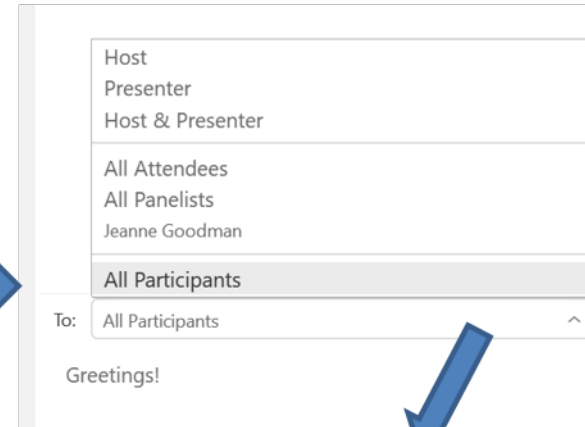 Host
Presenter
Host & Presenter
All Attendees
All Panelists
Jeanne Goodman
All Participants
To: All Participants
Greetings!